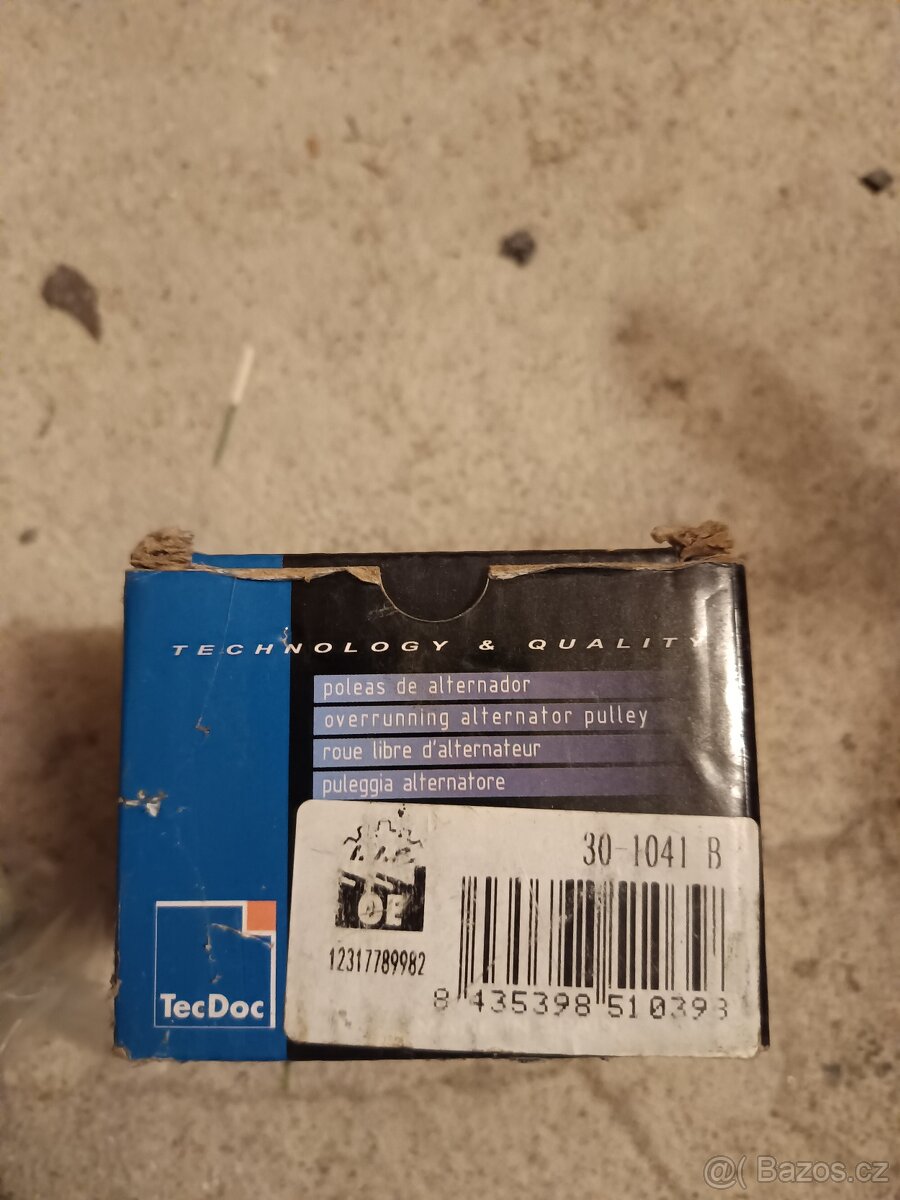 TECHNOLOGY & QUALITY
poleas de alternador
overrunning alternator pulley
roue libre d'alternateur
puleggia alternatore
30-1041 B
OE
12317789982
8 435398 510398
TecDoc
@( Bazos.cz